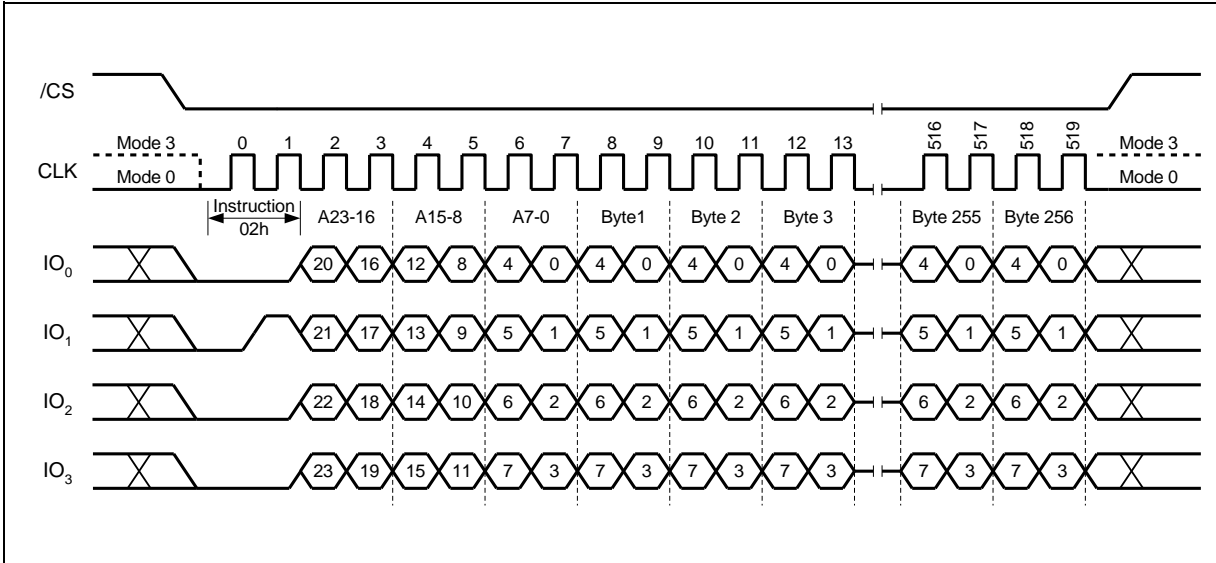 /CS
CLK
Mode 3
0 1 2 3 4 5 6 7 8 9 10 11 12 13 516 517 518 519
Mode 3
Mode 0
Mode 0
Instruction
02h
A23-16 A15-8 A7-0 Byte1 Byte 2 Byte 3 Byte 255 Byte 256
IO0 20 16 12 8 4 0 4 0 4 0 4 0 4 0 4 0
IO1 21 17 13 9 5 1 5 1 5 1 5 1 5 1 5 1
IO2 22 18 14 10 6 2 6 2 6 2 6 2 6 2 6 2
IO3 23 19 15 11 7 3 7 3 7 3 7 3 7 3 7 3